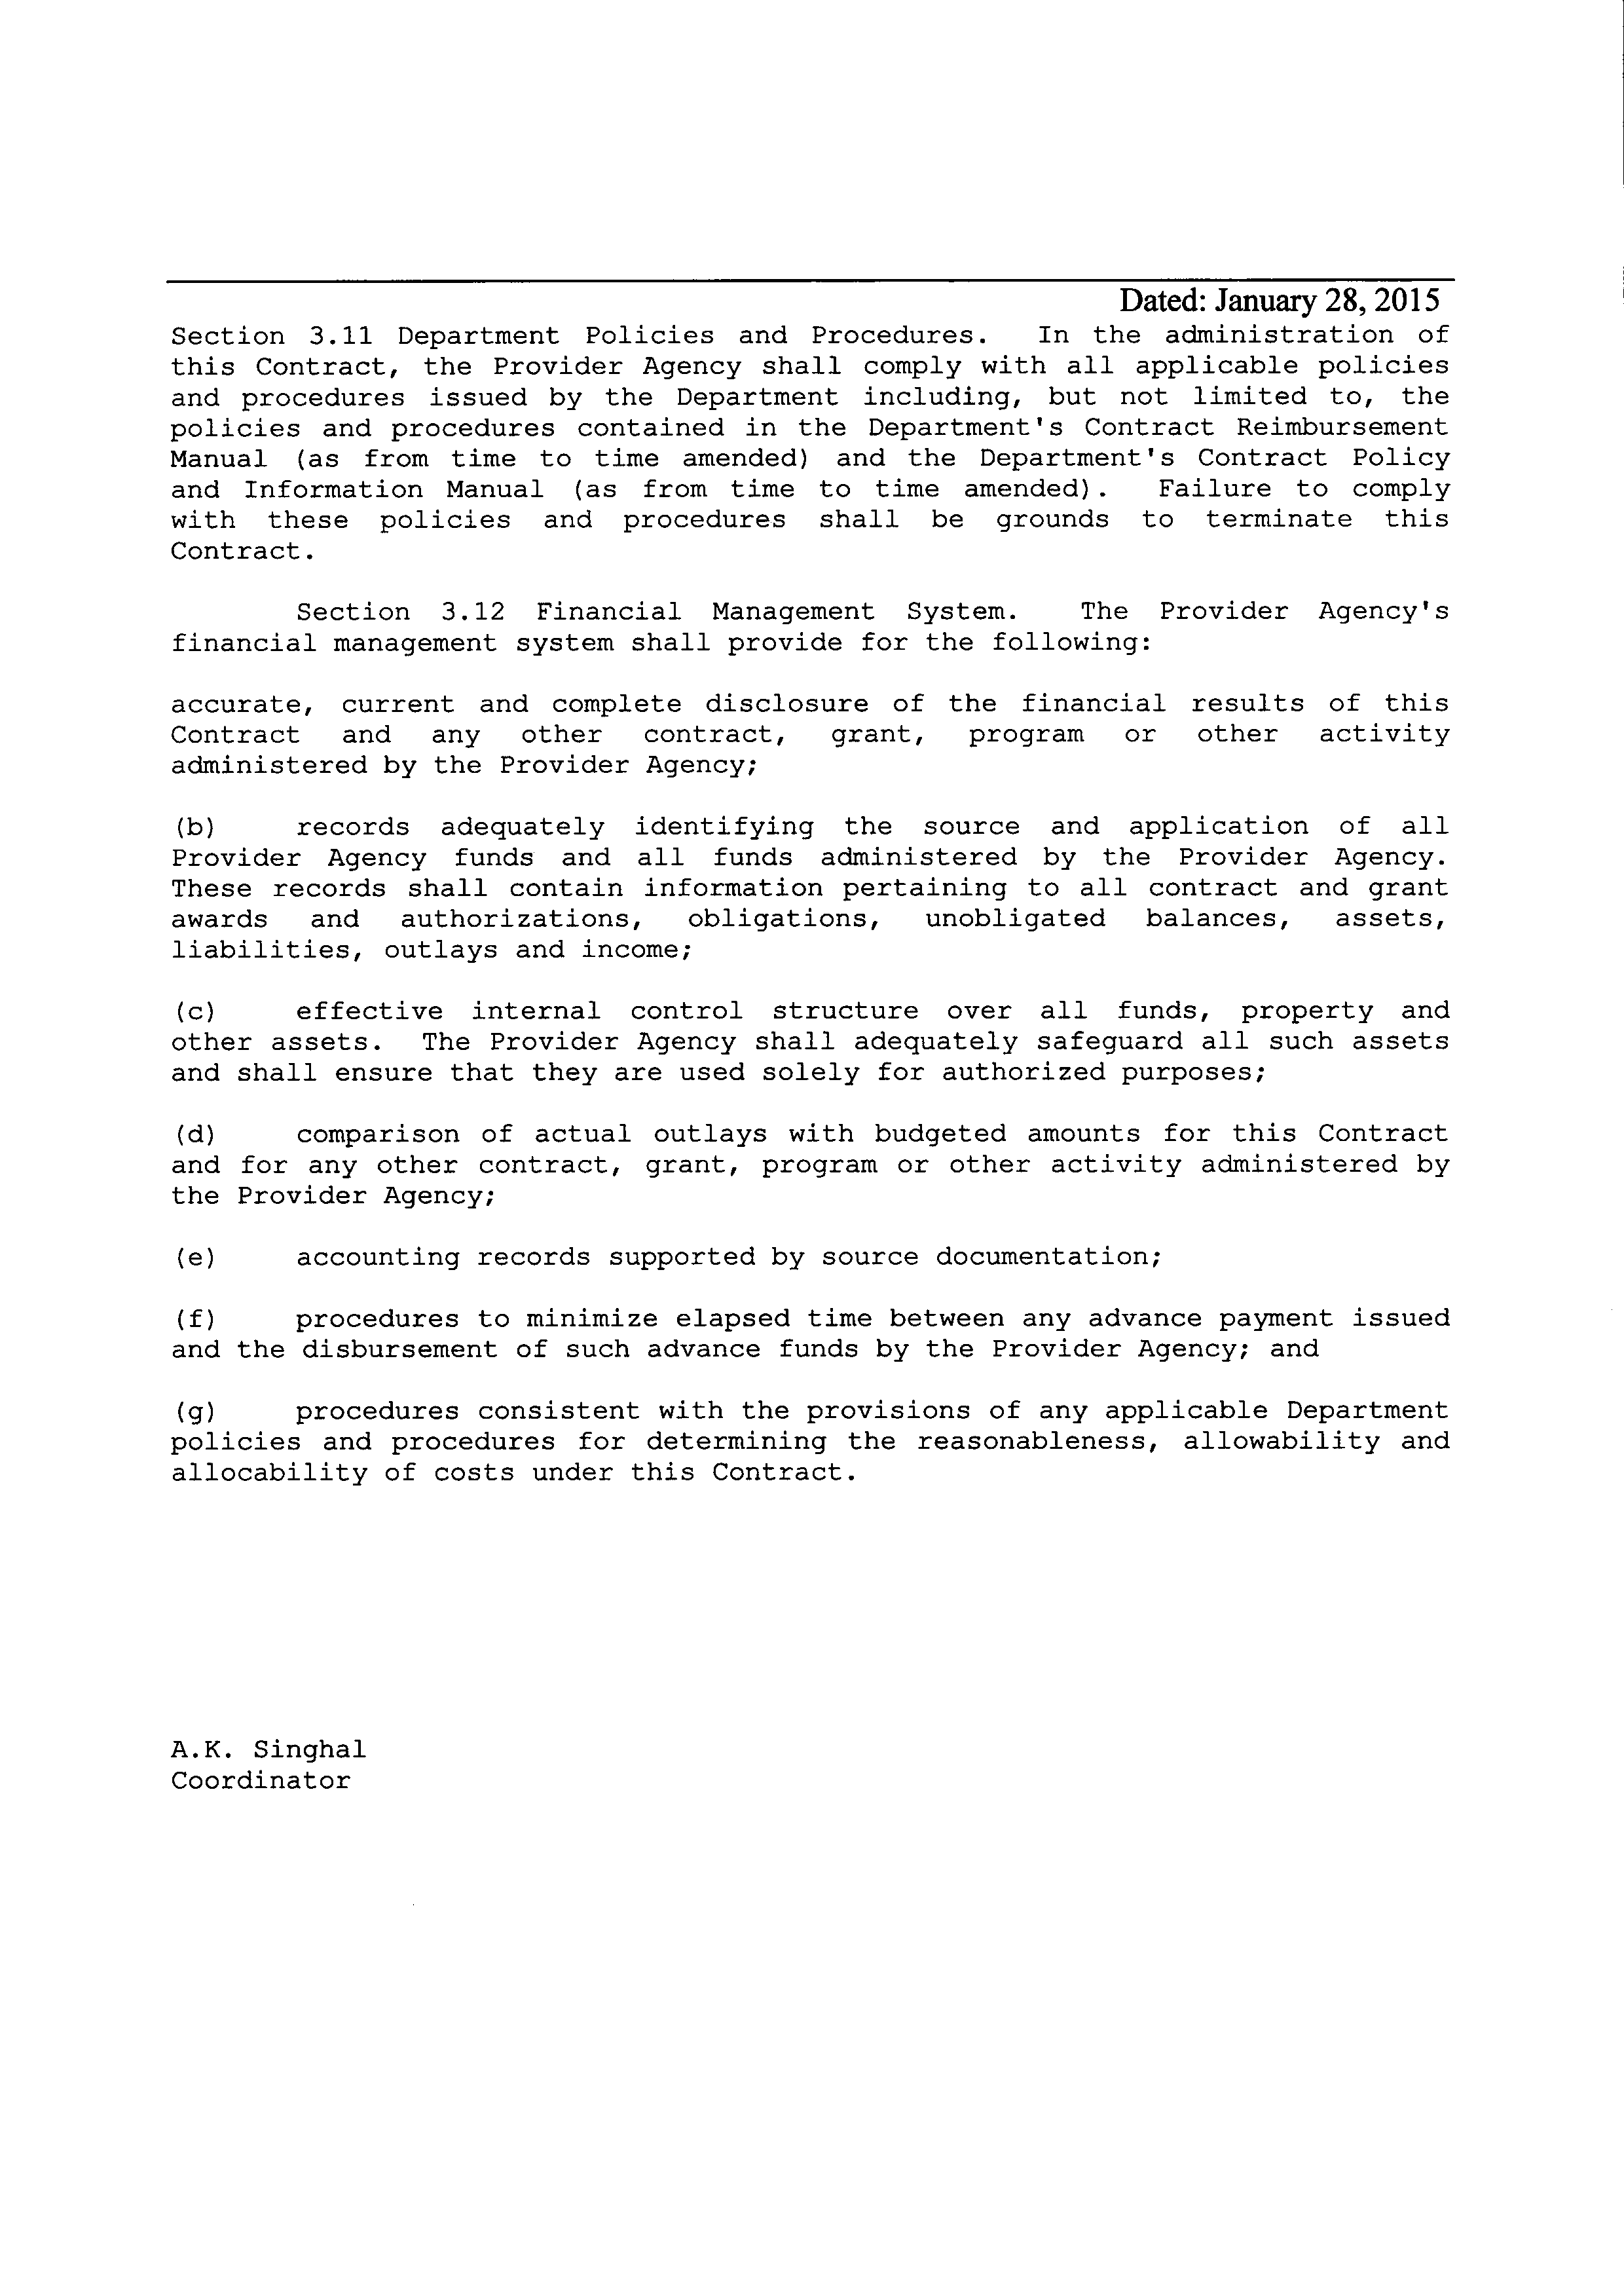 Dated: January 28, 2015
Section 3.11 Department Policies and Procedures. In the administration of
this Contract, the Provider Agency shall comply with all applicable policies
and procedures issued by the Department including, but not limited to, the
policies and procedures contained in the Department's Contract Reimbursement
Manual (as from time to time amended) and the Department's Contract Policy
and Information Manual (as from time to time amended). Failure to comply
with these policies and procedures shall be grounds to terminate this
Contract.
Section 3.12 Financial Management System. The Provider Agency's
financial management system shall provide for the following:
accurate, current and complete disclosure of the financial results of this
Contract and any other contract, grant, program or other activity
administered by the Provider Agency;
(b) records adequately identifying the source and application of all
Provider Agency funds and all funds administered by the Provider Agency.
These records shall contain information pertaining to all contract and grant
awards and authorizations, obligations, unobligated balances, assets,
liabilities, outlays and income;
(c) effective internal control structure over all funds, property and
other assets. The Provider Agency shall adequately safeguard all such assets
and shall ensure that they are used solely for authorized purposes;
(d) comparison of actual outlays with budgeted amounts for this Contract
and for any other contract, grant, program or other activity administered by
the Provider Agency;
(e) accounting records supported by source documentation;
(f) procedures to minimize elapsed time between any advance payment issued
and the disbursement of such advance funds by the Provider Agency; and
(g) procedures consistent with the provisions of any applicable Department
policies and procedures for determining the reasonableness, allowability and
allocability of costs under this Contract.
A.K. Singhal
Coordinator